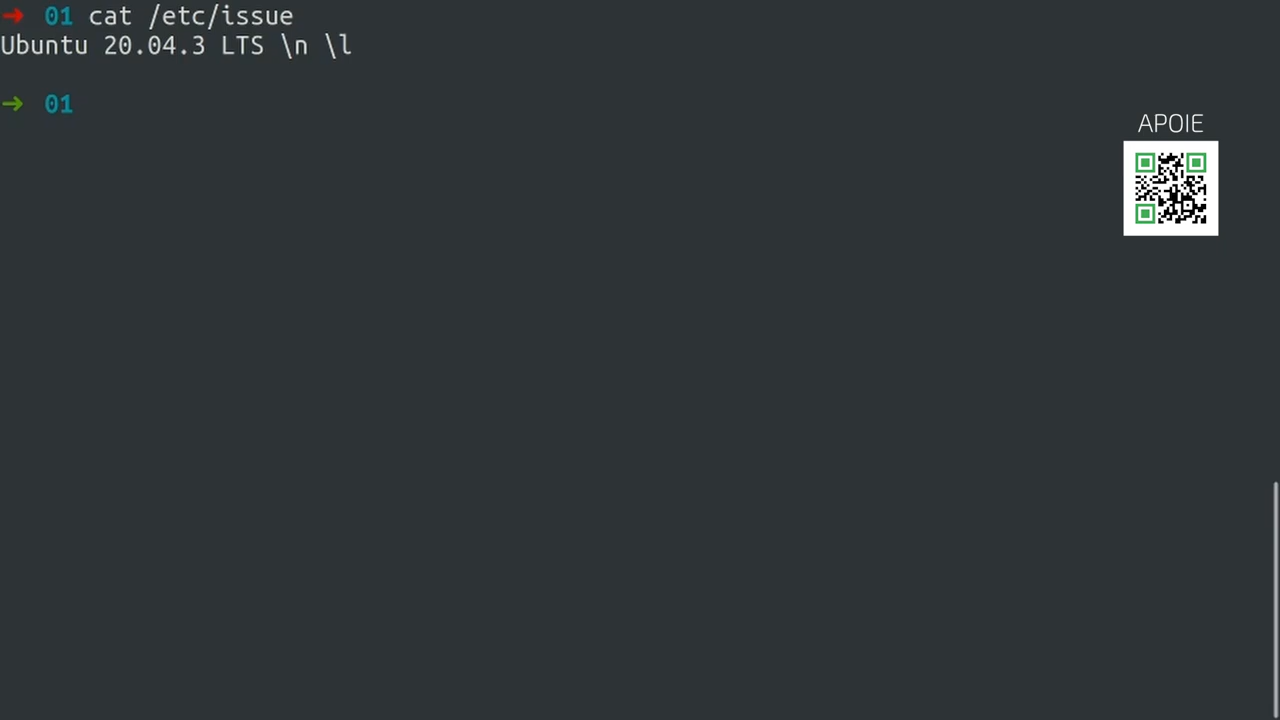 ➜ 01 cat /etc/issue
Ubuntu 20.04.3 LTS \n \l
➜ 01
APOIE